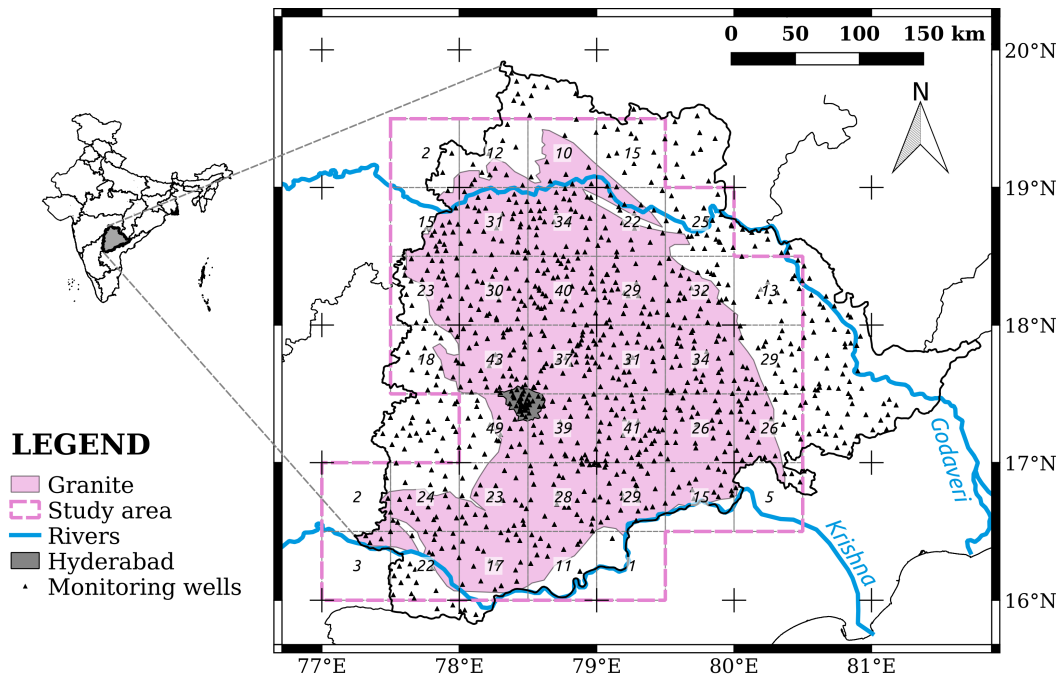 0 50 100 150 km
20°N
N
2 12 10 15
19°N
15 31 34 22 25
23 30 40 29 32 13
18°N
18 43 37 31 34 29
49 39 41 26 26
17°N
2 24 23 28 29 15 5
3 22 17 11 1
16°N
77°E 78°E 79°E 80°E 81°E
Godaveri
Krishna
LEGEND
Granite
Study area
Rivers
Hyderabad
Monitoring wells